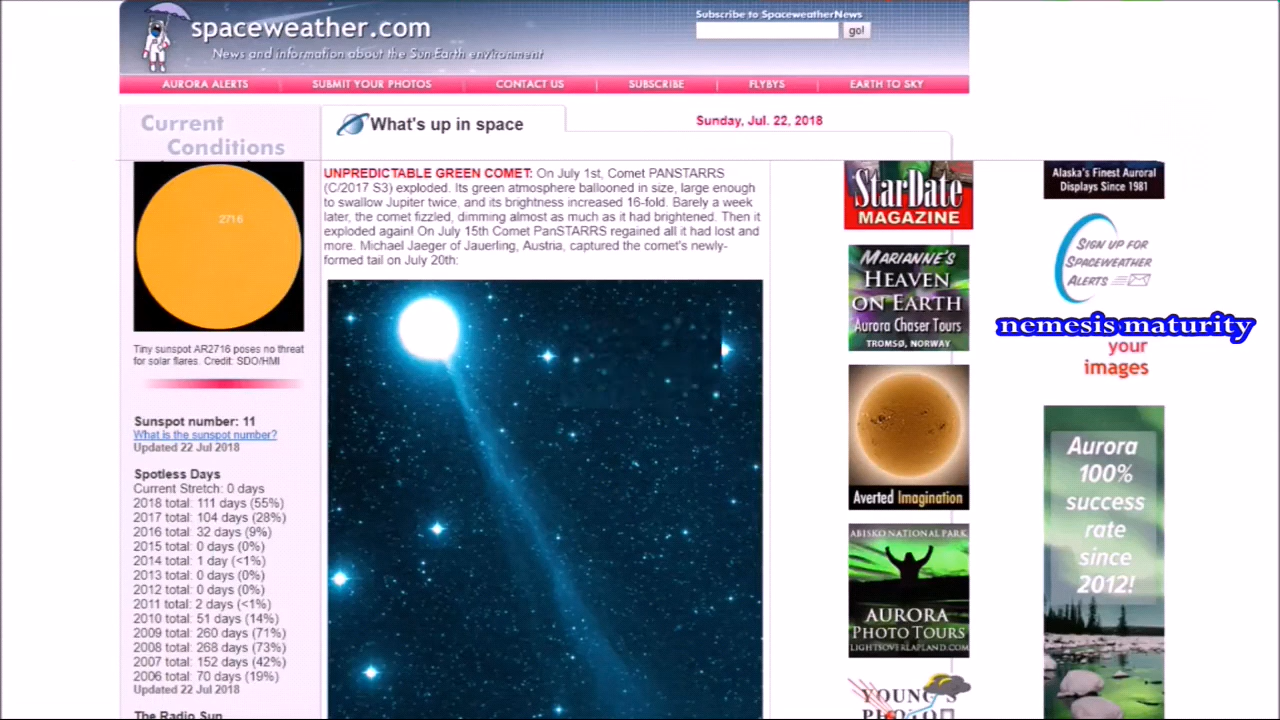 spaceweather.com
News and information about the Sun-Earth environment
Subscribe to SpaceweatherNews
go!
AURORA ALERTS
SUBMIT YOUR PHOTOS
CONTACT US
SUBSCRIBE
FLYBYS
EARTH TO SKY
Current
Conditions
2716
Tiny sunspot AR2716 poses no threat
for solar flares. Credit: SDO/HMI
Sunspot number: 11
What is the sunspot number?
Updated 22 Jul 2018
Spotless Days
Current Stretch: 0 days
2018 total: 111 days (55%)
2017 total: 104 days (28%)
2016 total: 32 days (9%)
2015 total: 0 days (0%)
2014 total: 1 day (<1%)
2013 total: 0 days (0%)
2012 total: 0 days (0%)
2011 total: 2 days (<1%)
2010 total: 51 days (14%)
2009 total: 260 days (71%)
2008 total: 268 days (73%)
2007 total: 152 days (42%)
2006 total: 70 days (19%)
Updated 22 Jul 2018
The Radio Sun
What's up in space
Sunday, Jul. 22, 2018
UNPREDICTABLE GREEN COMET: On July 1st, Comet PANSTARRS
(C/2017 S3) exploded. Its green atmosphere ballooned in size, large enough
to swallow Jupiter twice, and its brightness increased 16-fold. Barely a week
later, the comet fizzled, dimming almost as much as it had brightened. Then it
exploded again! On July 15th Comet PanSTARRS regained all it had lost and
more. Michael Jaeger of Jauerling, Austria, captured the comet's newly-
formed tail on July 20th:
StarDate
MAGAZINE
MARIANNE'S
HEAVEN
ON EARTH
Aurora Chaser Tours
TROMSØ, NORWAY
Averted Imagination
ABISKO NATIONAL PARK
AURORA
PHOTO TOURS
LIGHTSOVERLAPLAND.COM
Alaska's Finest Auroral
Displays Since 1981
SIGN UP FOR
SPACEWEATHER
ALERTS
nemesis maturity
your
images
Aurora
100%
success
rate
since
2012!